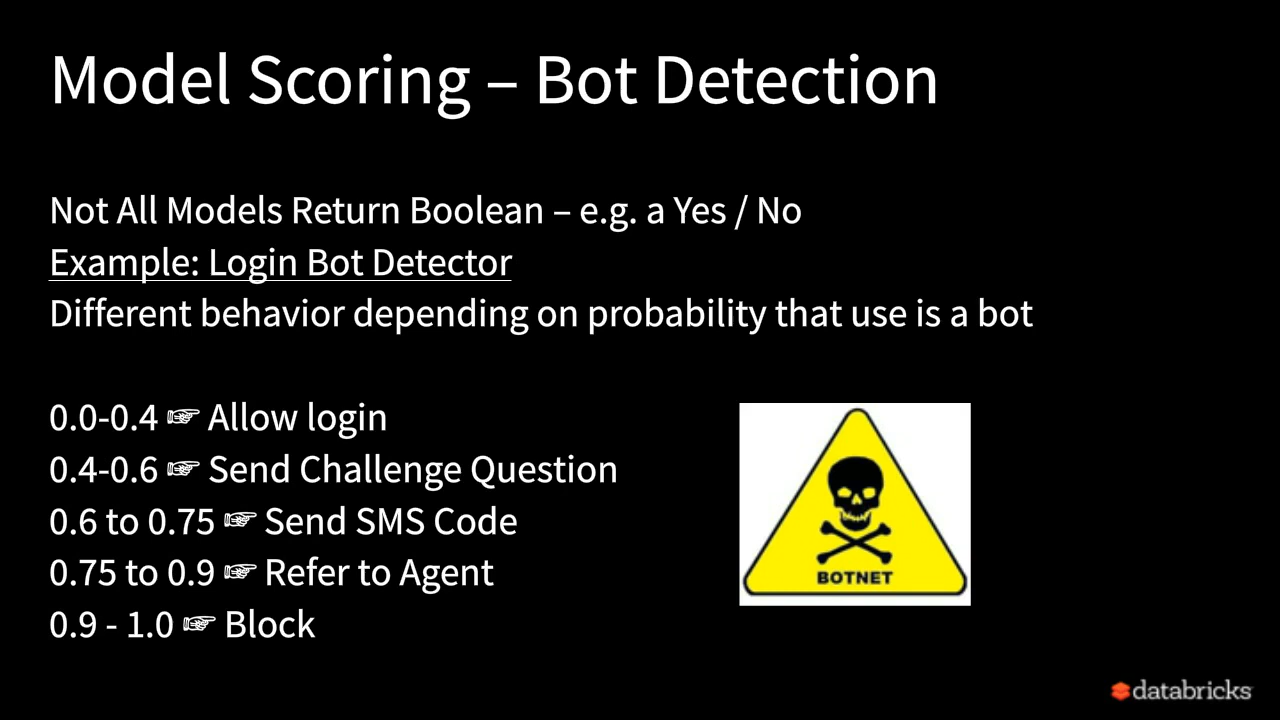 Model Scoring – Bot Detection
Not All Models Return Boolean – e.g. a Yes / No
Example: Login Bot Detector
Different behavior depending on probability that use is a bot
0.0-0.4 ☞ Allow login
0.4-0.6 ☞ Send Challenge Question
0.6 to 0.75 ☞ Send SMS Code
0.75 to 0.9 ☞ Refer to Agent
0.9 - 1.0 ☞ Block
BOTNET
databricks